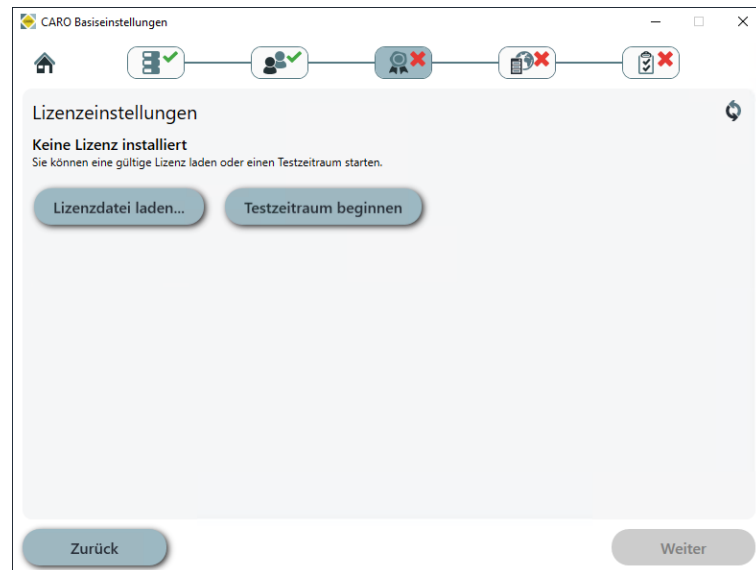 CARO Basiseinstellungen
Lizenzeinstellungen
Keine Lizenz installiert
Sie können eine gültige Lizenz laden oder einen Testzeitraum starten.
Lizenzdatei laden... Testzeitraum beginnen
Zurück Weiter